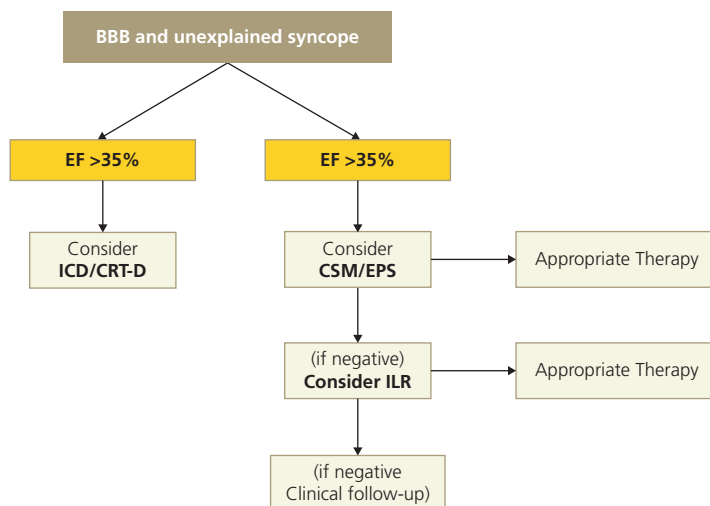 BBB and unexplained syncope
EF >35%
EF >35%
Consider
ICD/CRT-D
Consider
CSM/EPS
Appropriate Therapy
(if negative)
Consider ILR
Appropriate Therapy
(if negative
Clinical follow-up)